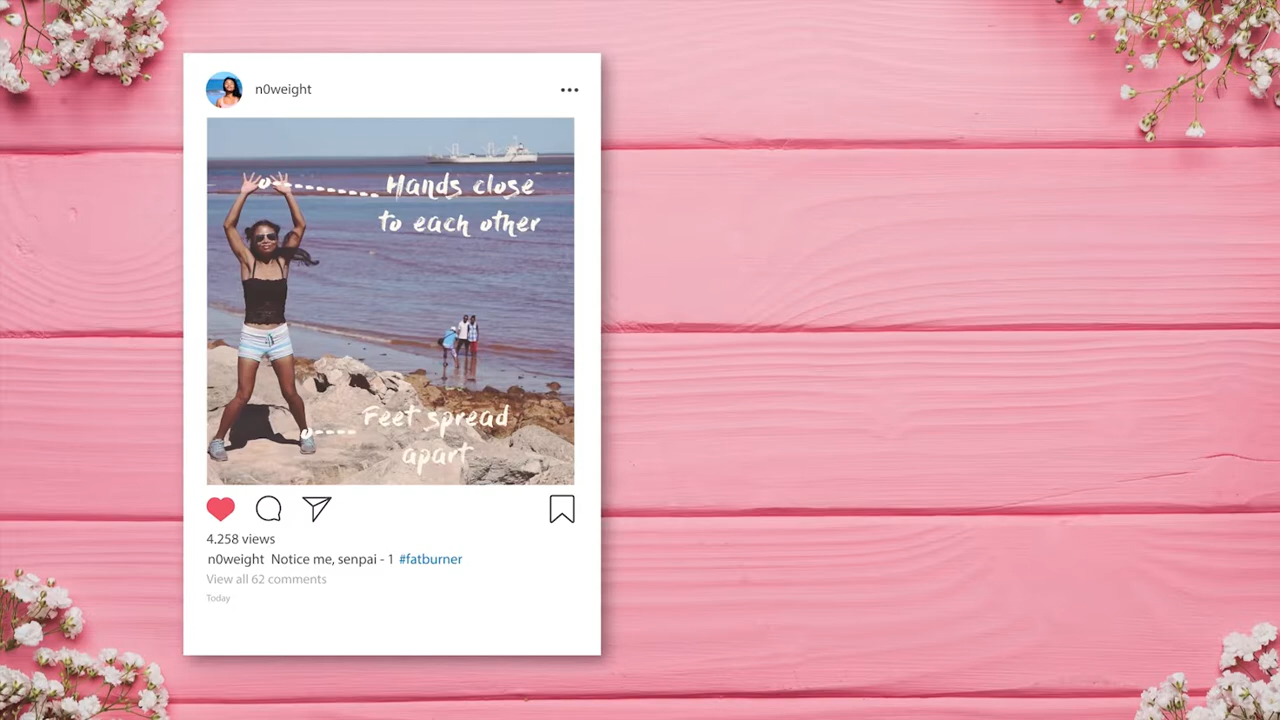 n0weight
Hands close
to each other
Feet spread
apart
4.258 views
n0weight Notice me, senpai - 1 #fatburner
View all 62 comments
Today